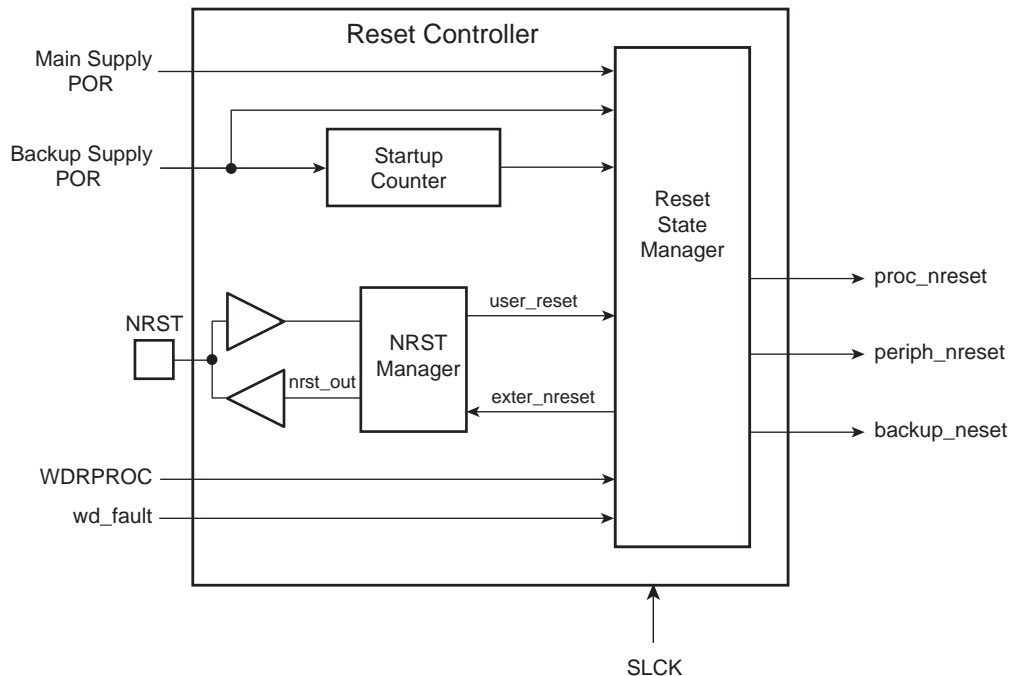 Reset Controller
Main Supply
POR
Backup Supply
POR
Startup
Counter
Reset
State
Manager
NRST
NRST
Manager
user_reset
nrst_out
exter_nreset
proc_nreset
periph_nreset
backup_neset
WDRPROC
wd_fault
SLCK